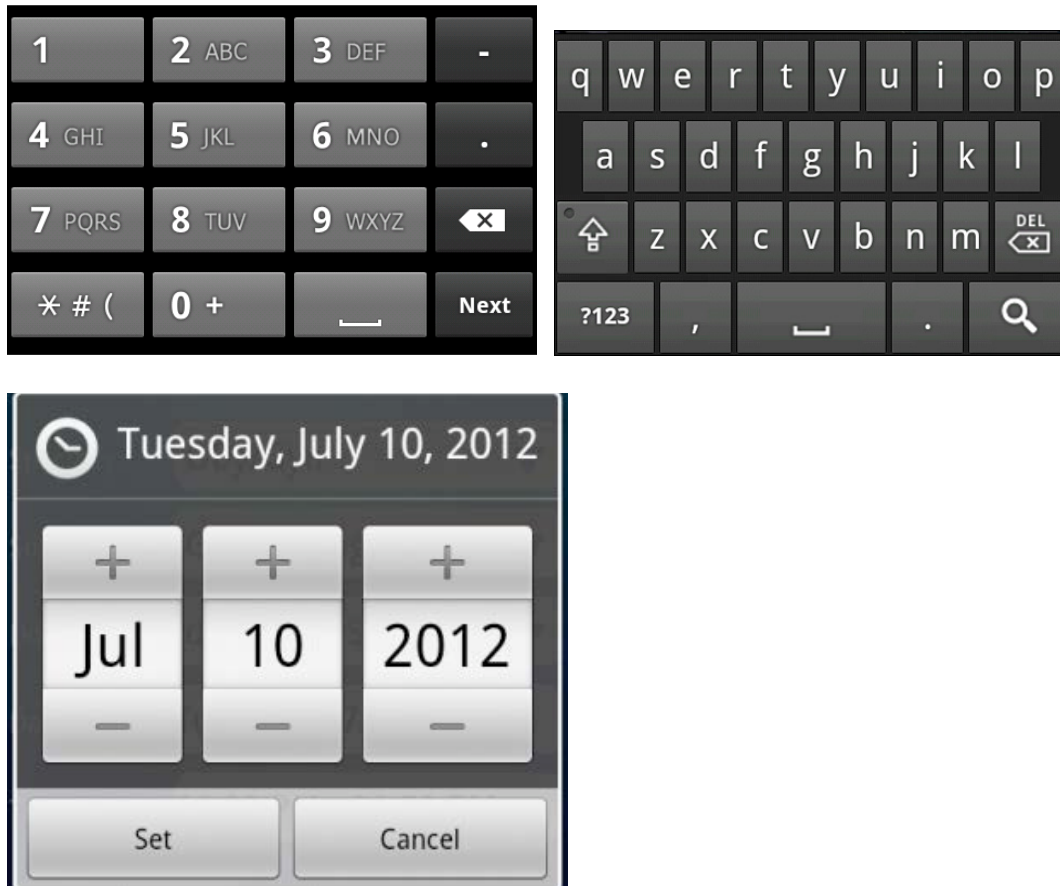 1 2 ABC 3 DEF -
4 GHI 5 JKL 6 MNO .
7 PQRS 8 TUV 9 WXYZ
* # ( 0 + Next
q w e r t y u i o p
a s d f g h j k l
z x c v b n m DEL
?123 , .
Tuesday, July 10, 2012
+ + +
Jul 10 2012
− − −
Set Cancel